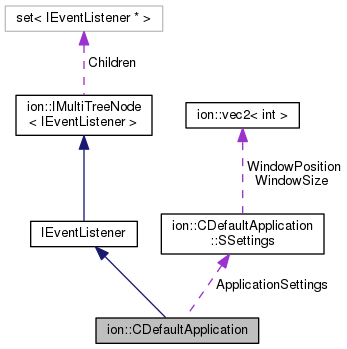 set< IEventListener * >
Children
ion::IMultiTreeNode
< IEventListener >
ion::vec2< int >
WindowPosition
WindowSize
IEventListener
ion::CDefaultApplication
::SSettings
ApplicationSettings
ion::CDefaultApplication